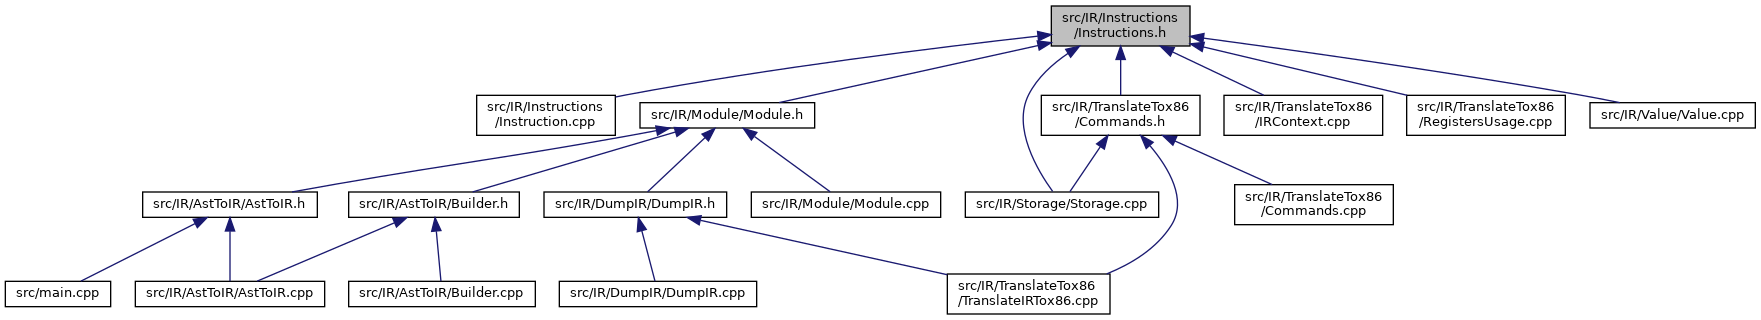 src/IR/Instructions
/Instructions.h
src/IR/Instructions
/Instruction.cpp
src/IR/Module/Module.h
src/IR/TranslateTox86
/Commands.h
src/IR/TranslateTox86
/IRContext.cpp
src/IR/TranslateTox86
/RegistersUsage.cpp
src/IR/Value/Value.cpp
src/IR/AstToIR/AstToIR.h
src/IR/AstToIR/Builder.h
src/IR/DumpIR/DumpIR.h
src/IR/Module/Module.cpp
src/IR/Storage/Storage.cpp
src/IR/TranslateTox86
/Commands.cpp
src/main.cpp
src/IR/AstToIR/AstToIR.cpp
src/IR/AstToIR/Builder.cpp
src/IR/DumpIR/DumpIR.cpp
src/IR/TranslateTox86
/TranslateIRTox86.cpp